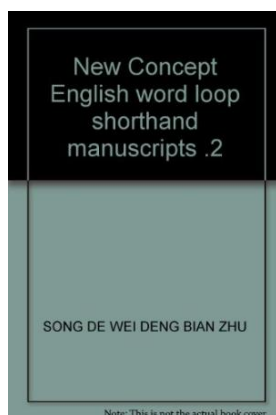 New Concept
English word loop
shorthand
manuscripts .2
SONG DE WEI DENG BIAN ZHU
Note: This is not the actual book cover